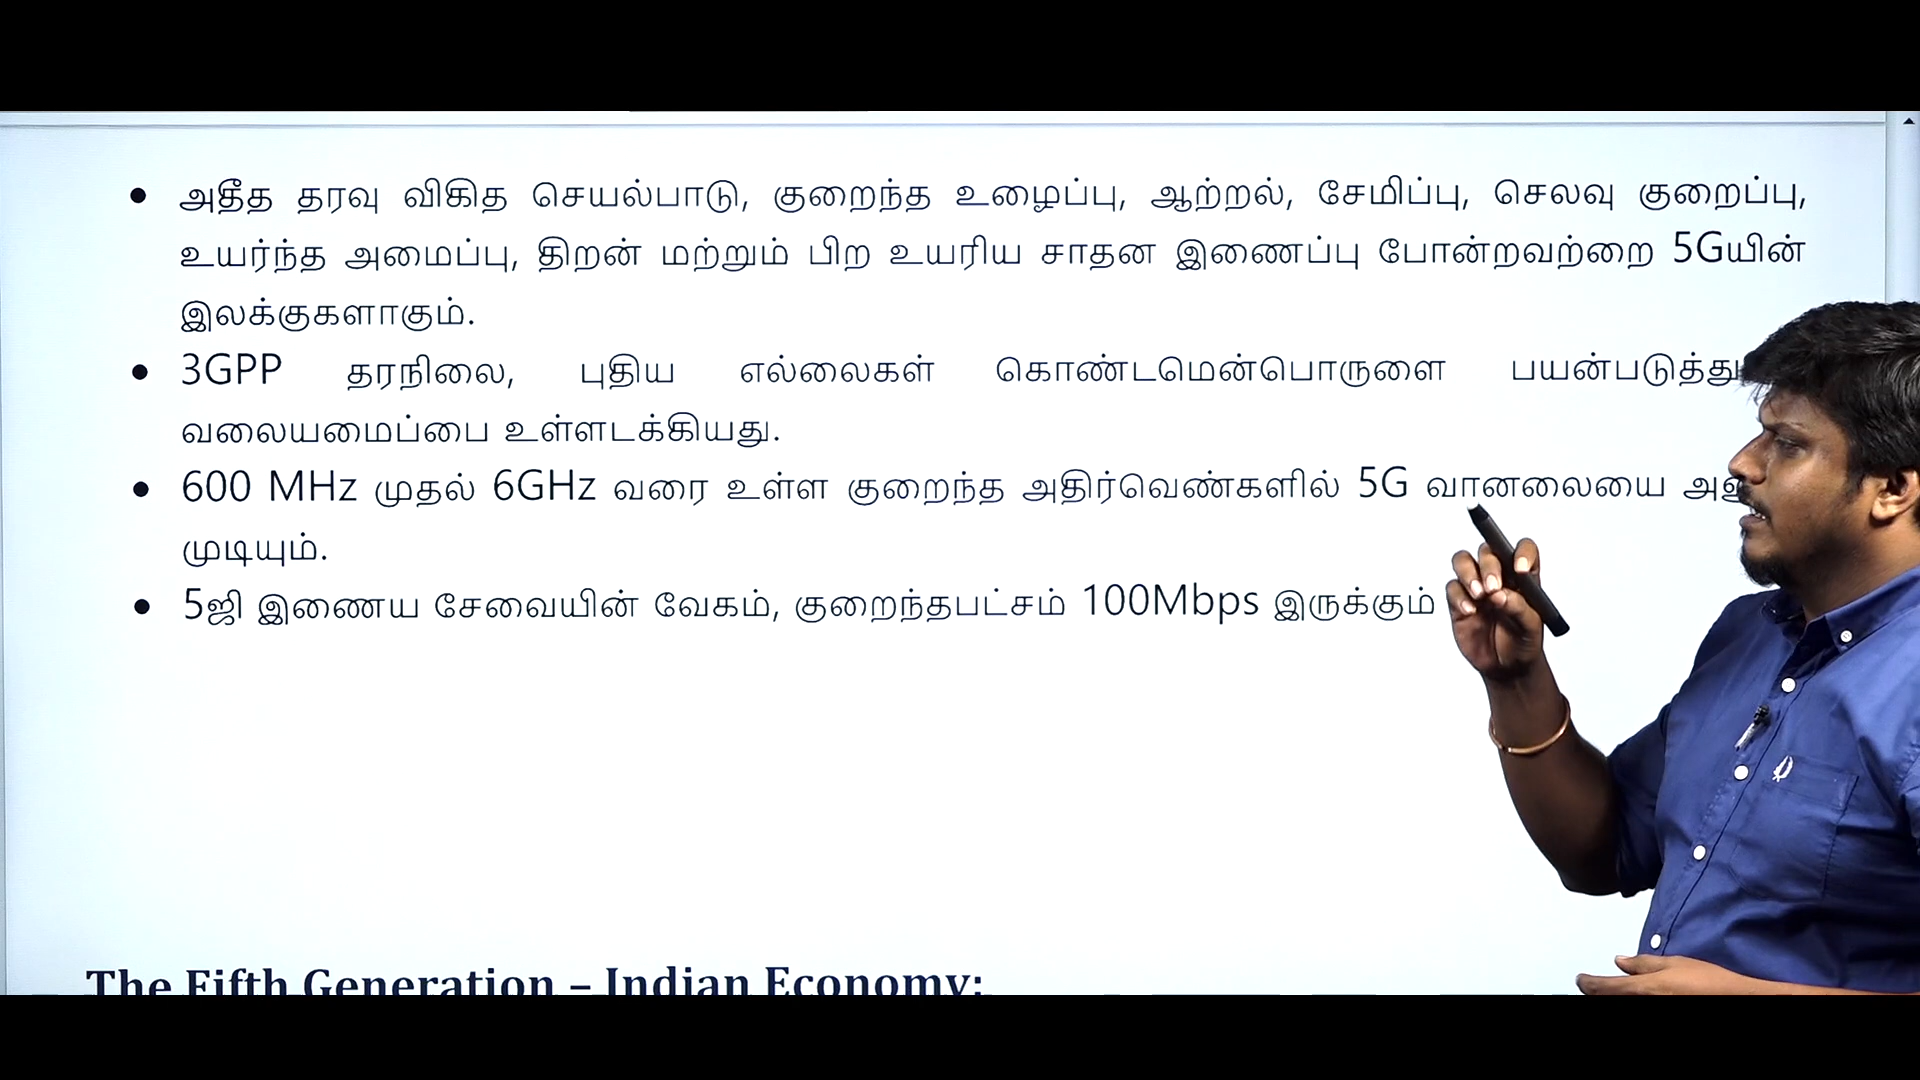 அதீத தரவு விகித செயல்பாடு, குறைந்த உழைப்பு, ஆற்றல், சேமிப்பு, செலவு குறைப்பு,
உயர்ந்த அமைப்பு, திறன் மற்றும் பிற உயரிய சாதன இணைப்பு போன்றவற்றை 5Gயின்
இலக்குகளாகும்.
3GPP தரநிலை, புதிய எல்லைகள் கொண்டமென்பொருளை
வலையமைப்பை உள்ளடக்கியது.
600 MHz முதல் 6GHz வரை உள்ள குறைந்த அதிர்வெண்களில் 5G வானலையை
முடியும்.
5ஜி இணைய சேவையின் வேகம், குறைந்தபட்சம் 100Mbps இருக்கும்
The Fifth Generation – Indian Economy: